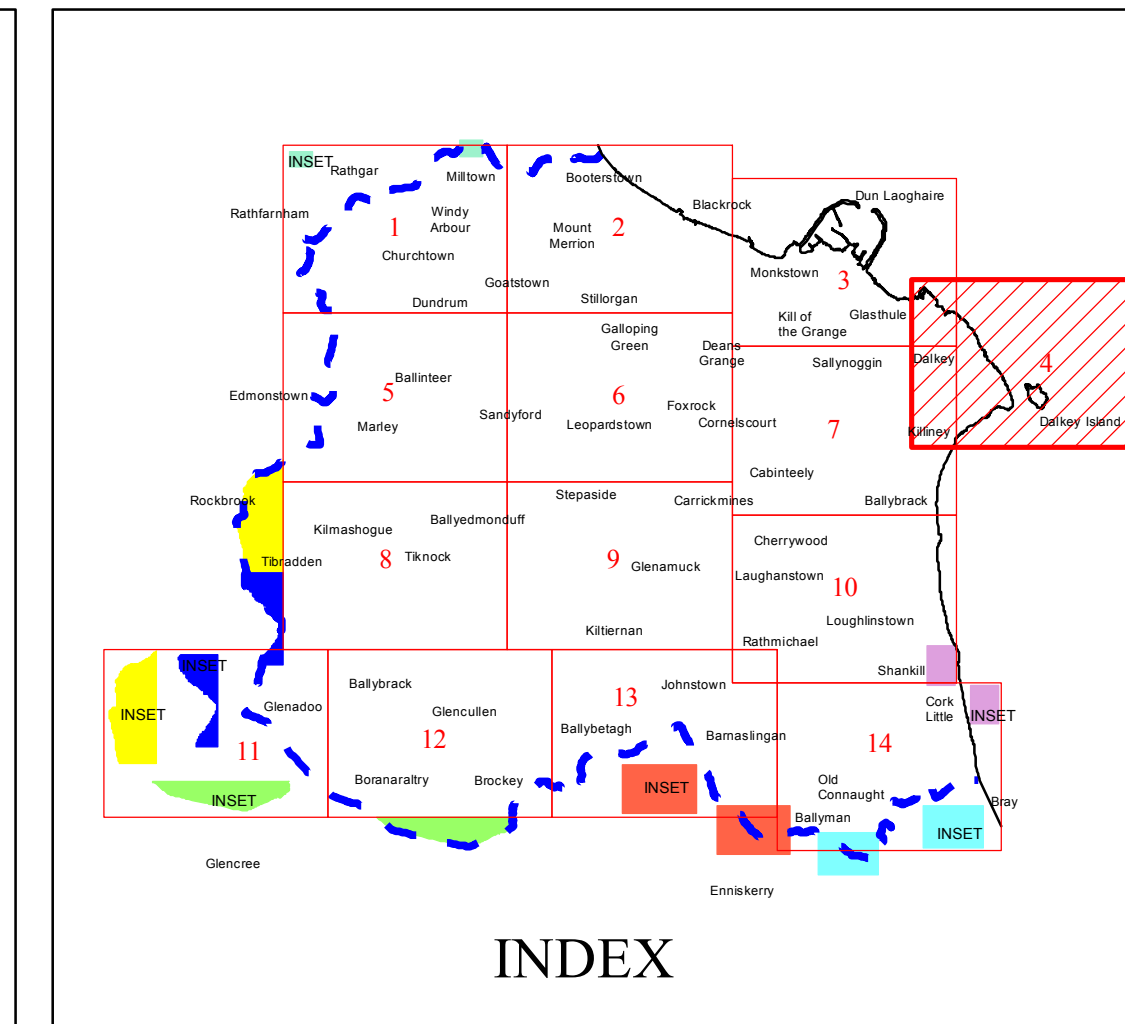 INSET
Rathgar
Milltown
Booterstown
Blackrock
Dun Laoghaire
Rathfarnham
Windy
Arbour
1
Mount
Merrion
2
Churchtown
Monkstown
3
Goatstown
Dundrum
Stillorgan
Kill of
the Grange
Glasthule
Galloping
Green
Deans
Grange
Sallynoggin
Dalkey
4
Ballinteer
Edmonstown
5
6
Foxrock
Marley
Sandyford
Leopardstown
Cornelscourt
7
Killiney
Dalkey Island
Cabinteely
Rockbrook
Stepaside
Carrickmines
Ballybrack
Kilmashogue
Ballyedmonduff
Cherrywood
Tibradden
8
Tiknock
9
Glenamuck
Laughanstown
10
Kiltiernan
Loughlinstown
Rathmichael
INSET
Shankill
Ballybrack
Johnstown
13
INSET
Glenadoo
Glencullen
Cork
Little
INSET
11
12
Ballybetagh
Barnaslingan
14
Boranaraltry
Brockey
INSET
Old
Connaught
INSET
Bray
Ballyman
INSET
Glencree
Enniskerry
INDEX